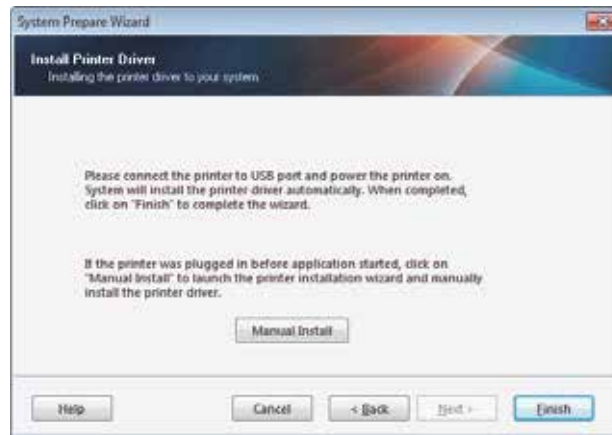 System Prepare Wizard
Install Printer Driver
Installing the printer driver to your system
Please connect the printer to USB port and power the printer on.
System will install the printer driver automatically. When completed,
click on "Finish" to complete the wizard.
If the printer was plugged in before application started, click on
"Manual Install" to launch the printer installation wizard and manually
install the printer driver.
Manual Install
Help
Cancel
< Back
Next >
Finish